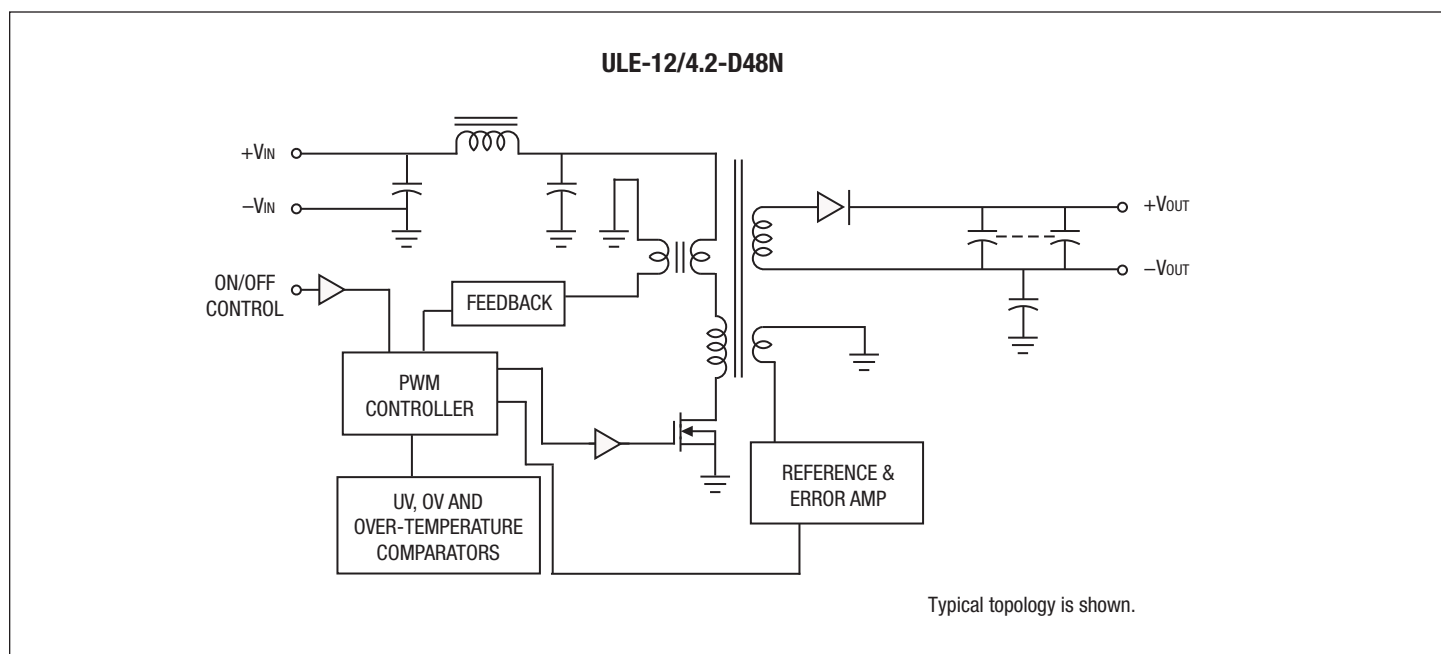 ULE-12/4.2-D48N
+VIN
–VIN
+VOUT
–VOUT
ON/OFF
CONTROL
FEEDBACK
PWM
CONTROLLER
REFERENCE &
ERROR AMP
UV, OV AND
OVER-TEMPERATURE
COMPARATORS
Typical topology is shown.